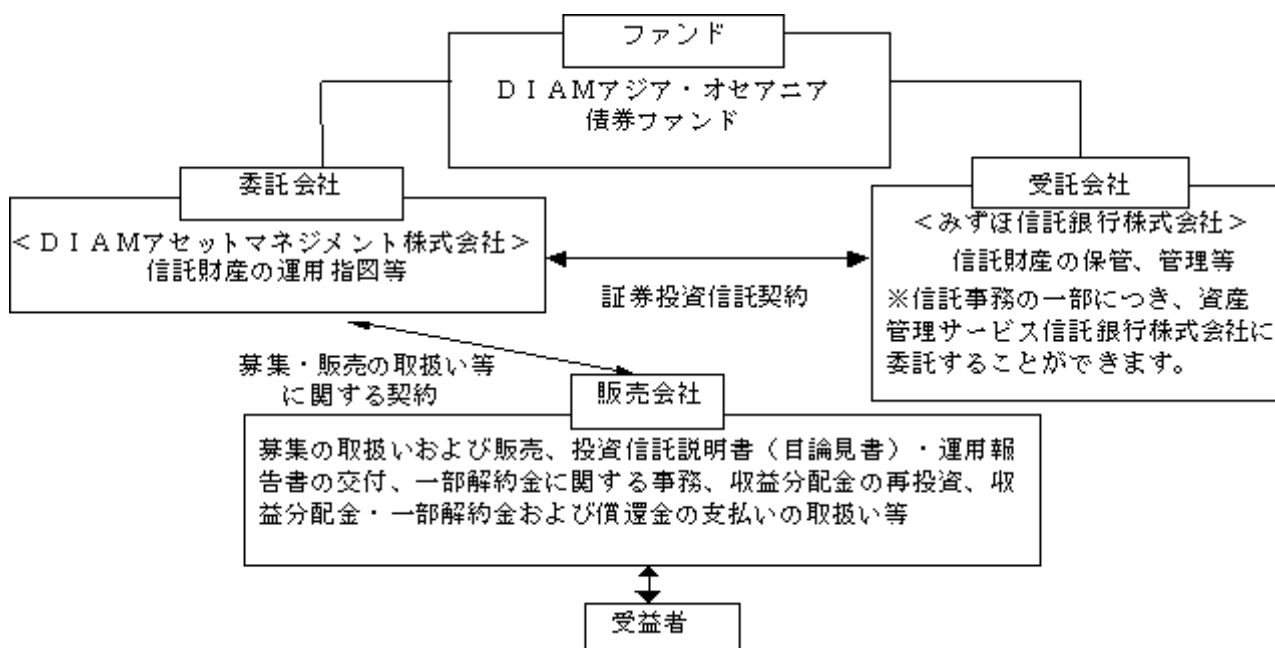 ファンド
ＤＩＡＭアジア・オセアニア
債券ファンド
委託会社
＜ＤＩＡＭアセットマネジメント株式会社＞
信託財産の運用指図等
受託会社
＜みずほ信託銀行株式会社＞
信託財産の保管、管理等
※信託事務の一部につき、資産
管理サービス信託銀行株式会社に
委託することができます。
証券投資信託契約
募集・販売の取扱い等
に関する契約
販売会社
募集の取扱いおよび販売、投資信託説明書（目論見書）・運用報
告書の交付、一部解約金に関する事務、収益分配金の再投資、収
益分配金・一部解約金および償還金の支払いの取扱い等
受益者